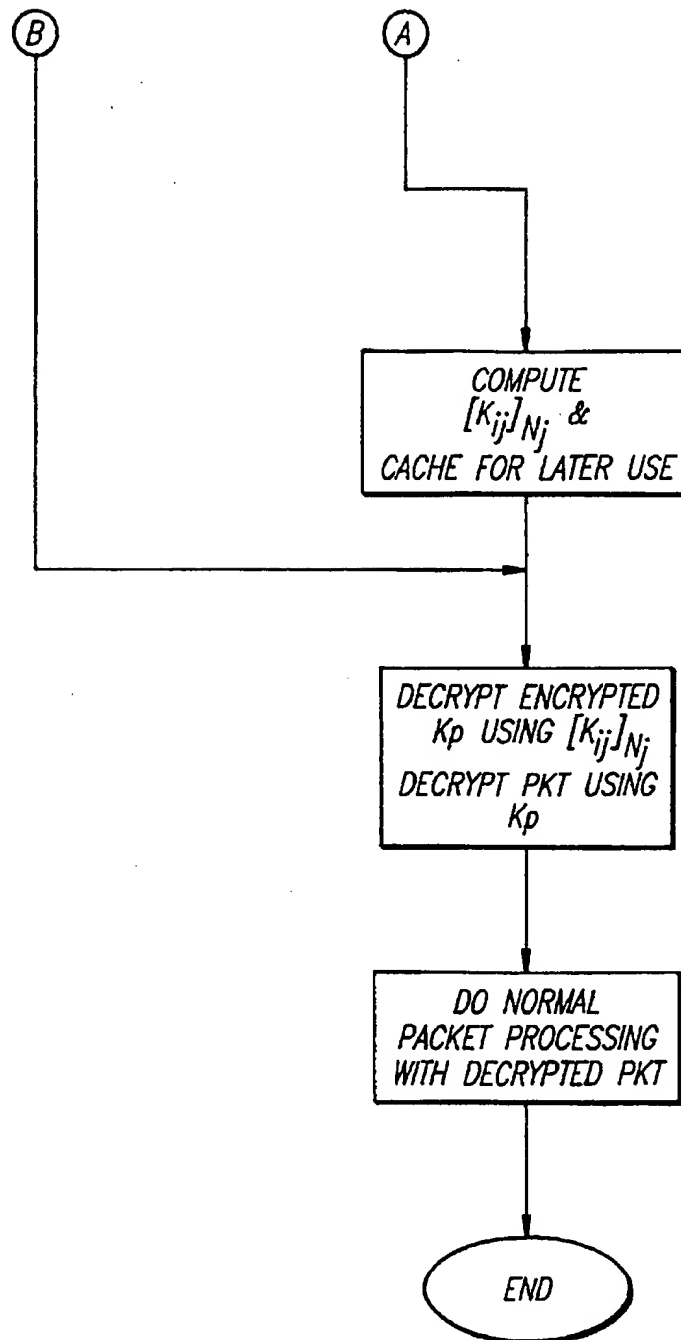 B
A
COMPUTE
[Kij]Nj &
CACHE FOR LATER USE
DECRYPT ENCRYPTED
Kp USING [Kij]Nj
DECRYPT PKT USING
Kp
DO NORMAL
PACKET PROCESSING
WITH DECRYPTED PKT
END